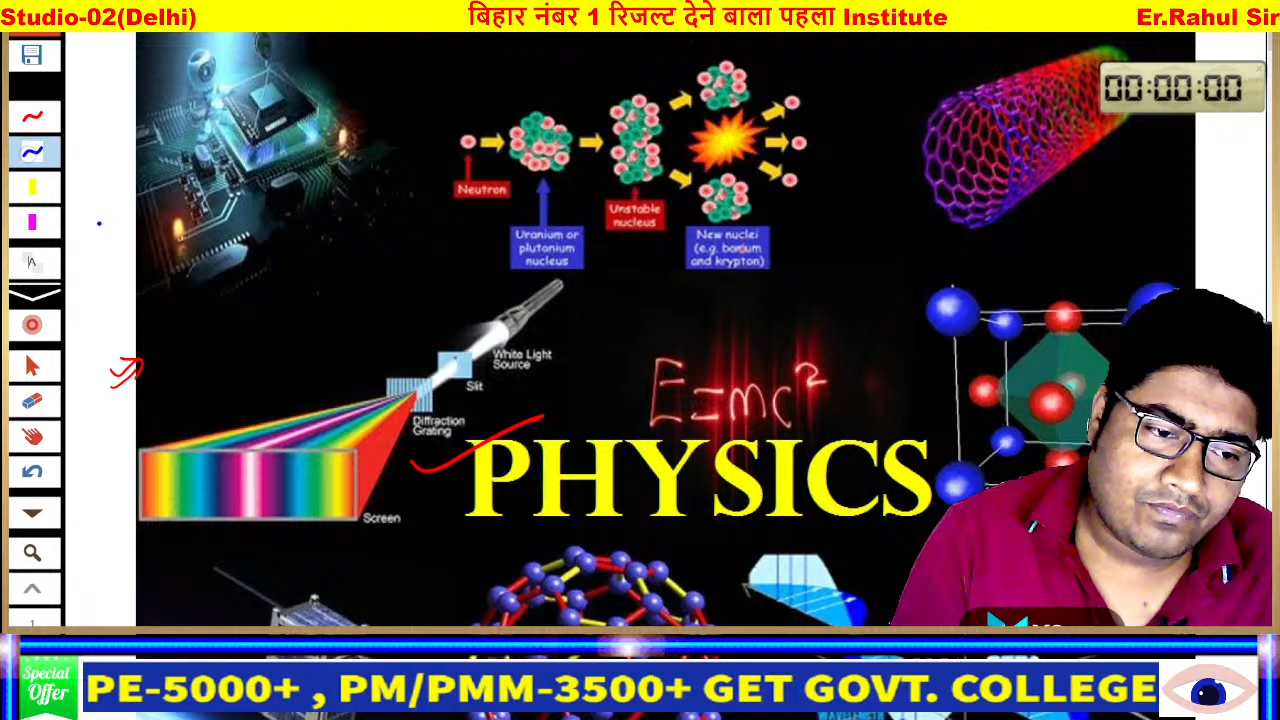 Studio-02(Delhi)
बिहार नंबर 1 रिजल्ट देने बाला पहला Institute
Er.Rahul Sir
00:00:00
Neutron
Uranium or
plutonium
nucleus
Unstable
nucleus
New nuclei
(e.g. barium
and krypton)
White Light
Source
Slit
Diffraction
Grating
Screen
E=mc²
PHYSICS
1
Special
Offer
PE-5000+ , PM/PMM-3500+ GET GOVT. COLLEGE
WAVELENGTH